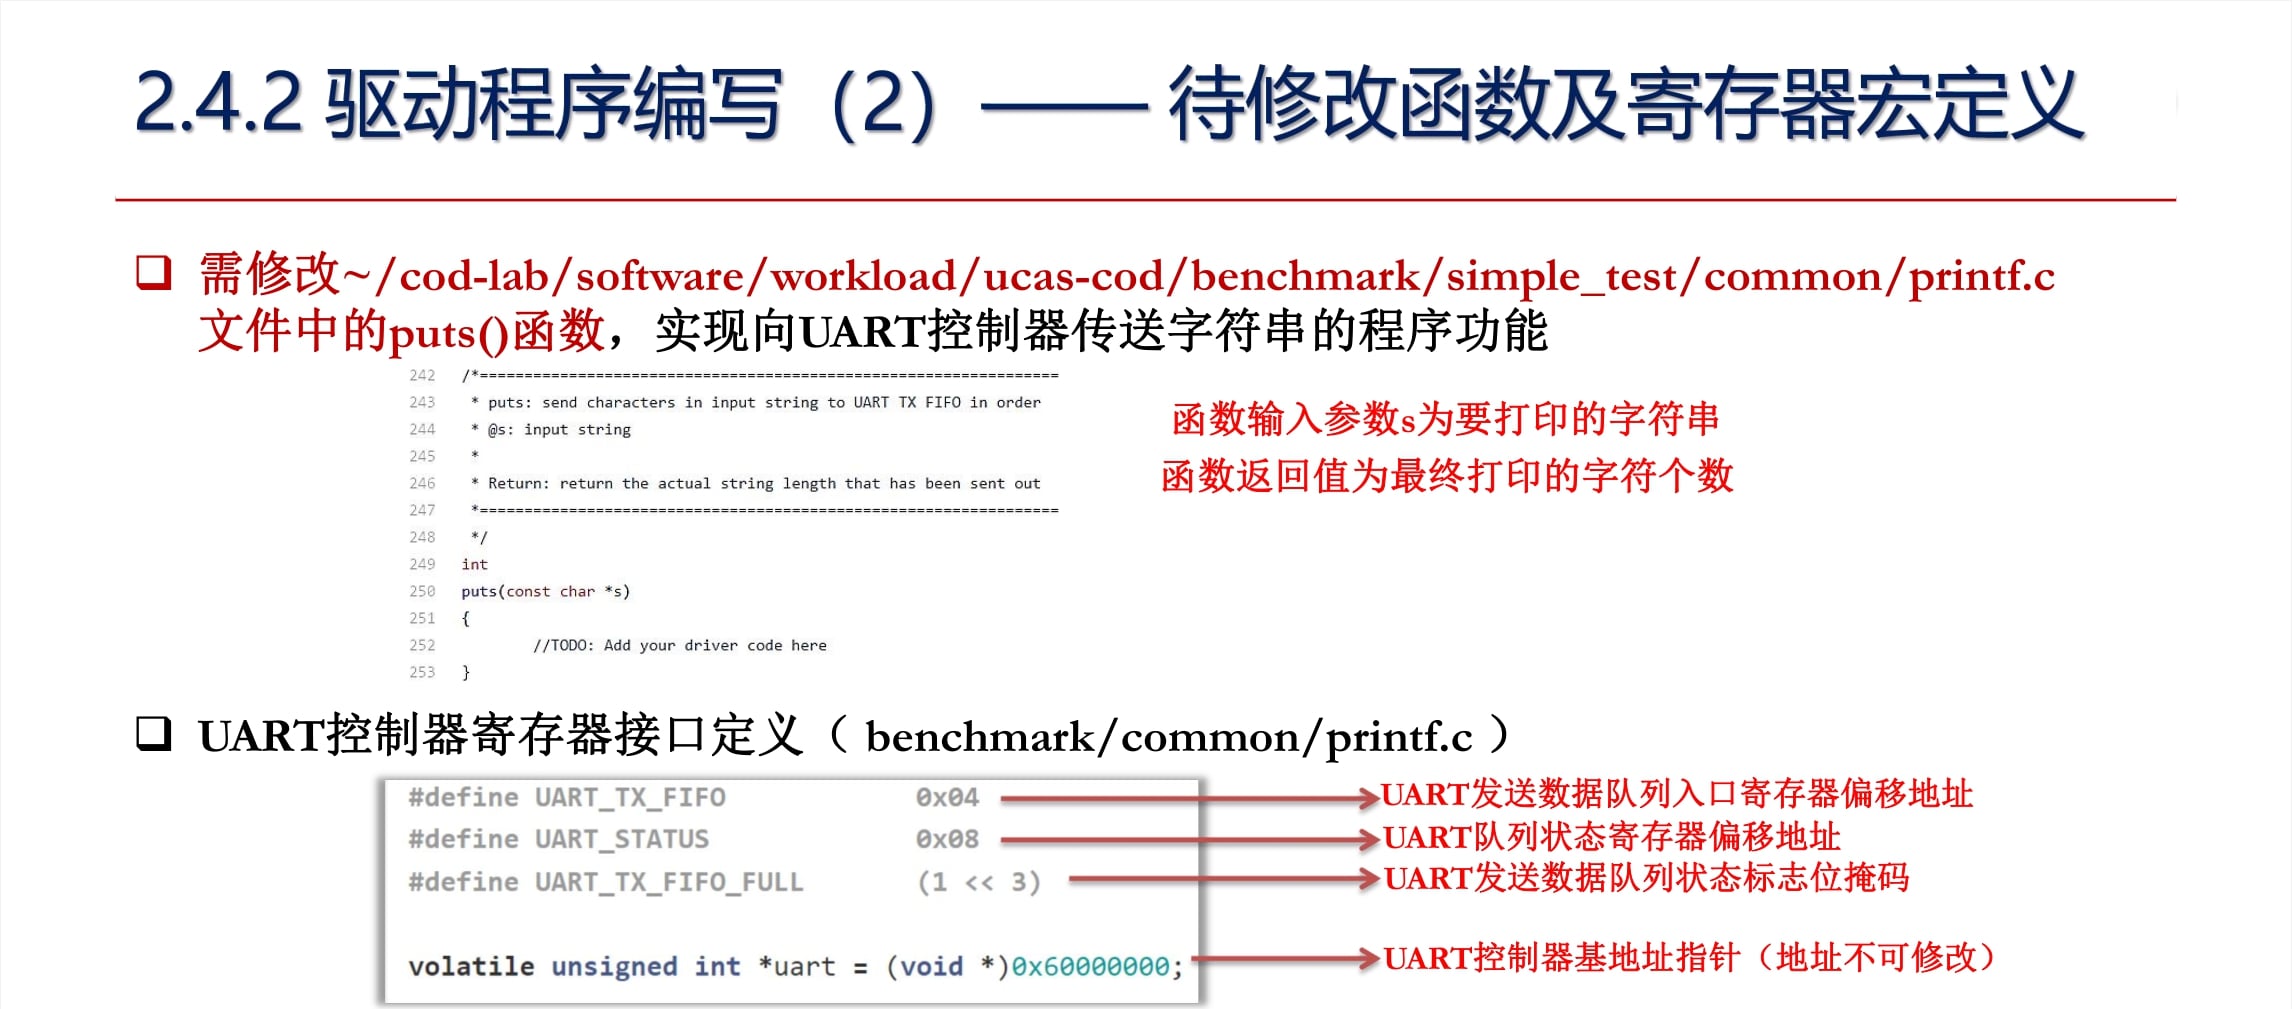 2.4.2 驱动程序编写（2）—— 待修改函数及寄存器宏定义
❑ 需修改~/cod-lab/software/workload/ucas-cod/benchmark/simple_test/common/printf.c
文件中的puts()函数，实现向UART控制器传送字符串的程序功能
242 /*=================================================================
243 * puts: send characters in input string to UART TX FIFO in order
244 * @s: input string
245 *
246 * Return: return the actual string length that has been sent out
247 *=================================================================
248 */
249 int
250 puts(const char *s)
251 {
252 //TODO: Add your driver code here
253 }
函数输入参数s为要打印的字符串
函数返回值为最终打印的字符个数
❑ UART控制器寄存器接口定义（ benchmark/common/printf.c ）
#define UART_TX_FIFO 0x04
UART发送数据队列入口寄存器偏移地址
#define UART_STATUS 0x08
UART队列状态寄存器偏移地址
#define UART_TX_FIFO_FULL (1 << 3)
UART发送数据队列状态标志位掩码
volatile unsigned int *uart = (void *)0x60000000;
UART控制器基地址指针（地址不可修改）